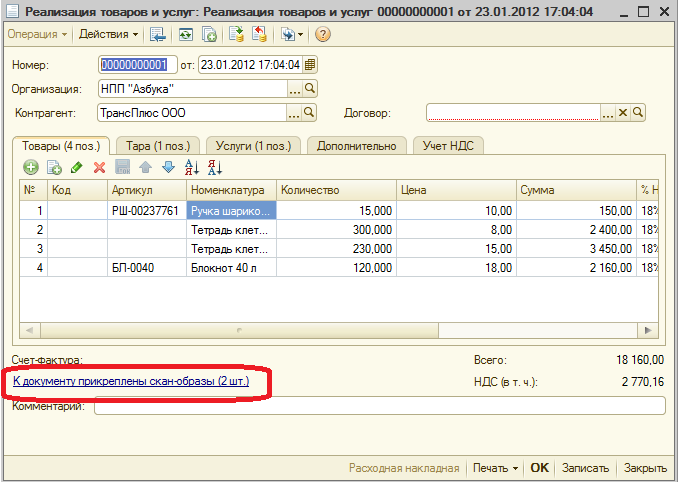 Реализация товаров и услуг: Реализация товаров и услуг 00000000001 от 23.01.2012 17:04:04
Операция Действия
Номер: 00000000001 от: 23.01.2012 17:04:04
Организация: НПП "Азбука" ...
Контрагент: ТрансПлюс ООО ... Договор: ...
Товары (4 поз.) Тара (1 поз.) Услуги (1 поз.) Дополнительно Учет НДС
№ Код Артикул Номенклатура Количество Цена Сумма % Н
1 РШ-00237761 Ручка шарико... 15,000 10,00 150,00 18%
2 Тетрадь клет... 300,000 8,00 2 400,00 18%
3 Тетрадь клет... 230,000 15,00 3 450,00 18%
4 БЛ-0040 Блокнот 40 л 120,000 18,00 2 160,00 18%
Счет-фактура: Всего: 18 160,00
К документу прикреплены скан-образы (2 шт.) НДС (в т. ч.): 2 770,16
Комментарий:
Расходная накладная Печать OK Записать Закрыть